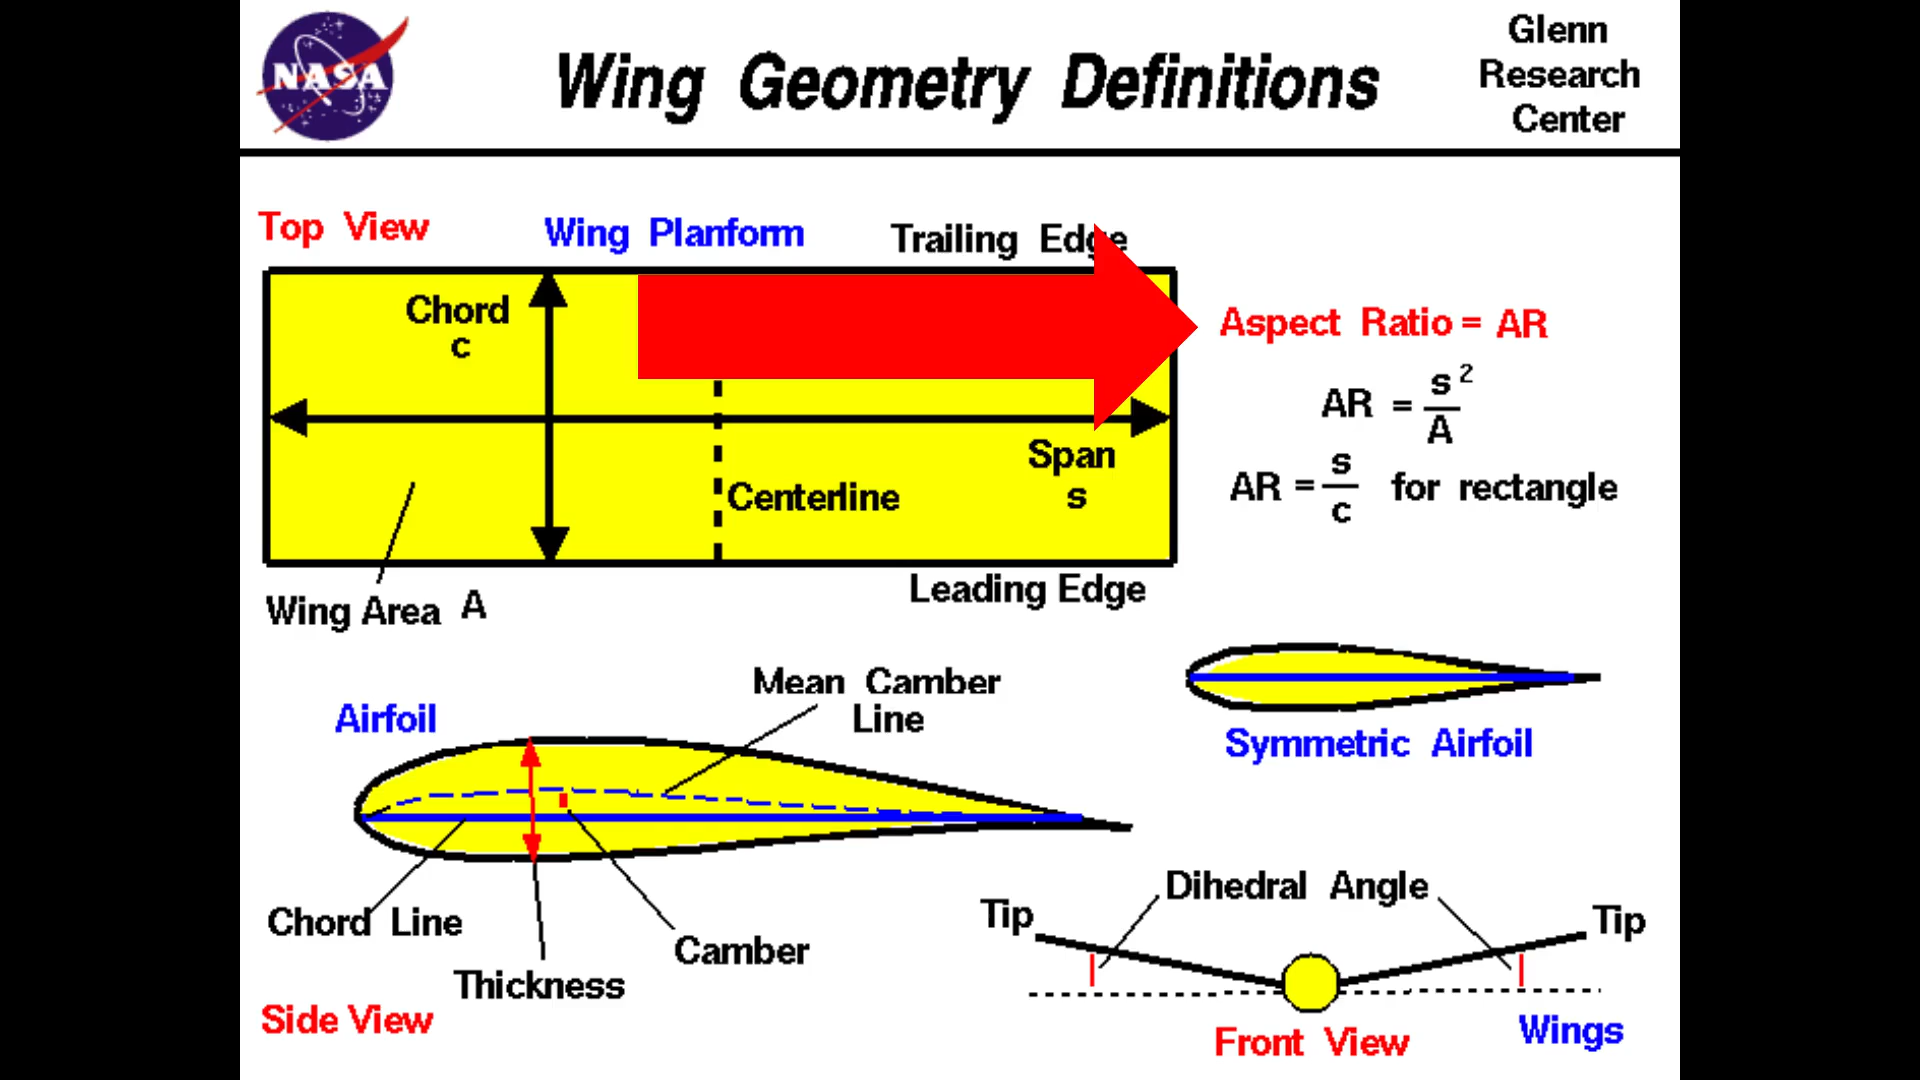 NASA
Wing Geometry Definitions
Glenn
Research
Center
Top View
Wing Planform
Trailing Edge
Chord
c
Span
s
Centerline
Wing Area A
Leading Edge
Aspect Ratio = AR
AR = s²/A
AR = s/c for rectangle
Airfoil
Mean Camber
Line
Symmetric Airfoil
Chord Line
Thickness
Camber
Side View
Dihedral Angle
Tip
Tip
Front View
Wings